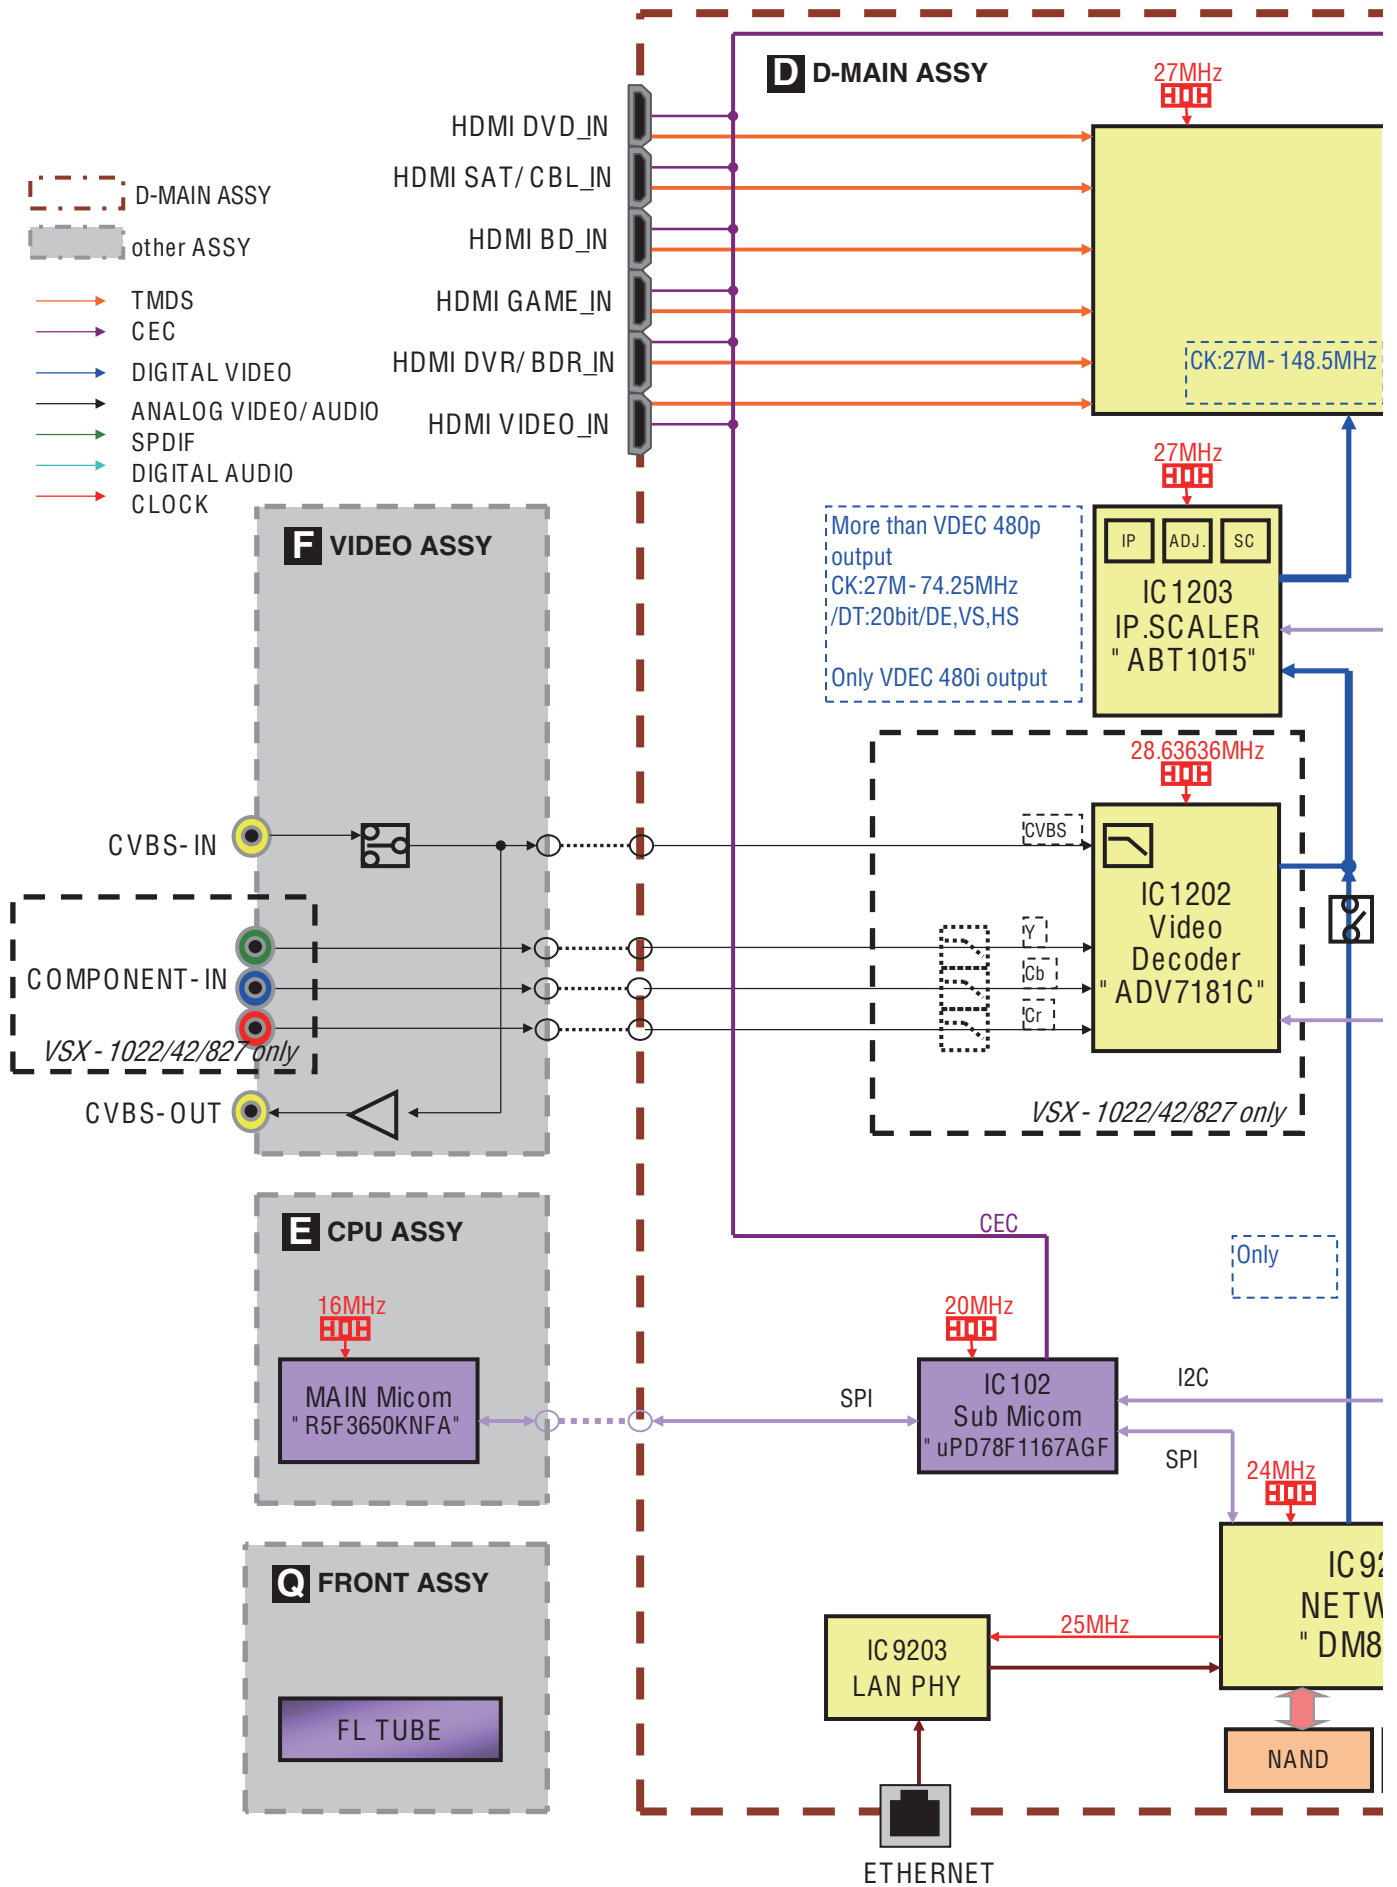 D D-MAIN ASSY
27MHz
HDMI DVD_IN
HDMI SAT/CBL_IN
HDMI BD_IN
HDMI GAME_IN
HDMI DVR/BDR_IN
HDMI VIDEO_IN
CK:27M-148.5MHz
D-MAIN ASSY
other ASSY
TMDS
CEC
DIGITAL VIDEO
ANALOG VIDEO/AUDIO
SPDIF
DIGITAL AUDIO
CLOCK
F VIDEO ASSY
27MHz
More than VDEC 480p
output
CK:27M-74.25MHz
/DT:20bit/DE,VS,HS
Only VDEC 480i output
IP ADJ. SC
IC1203
IP.SCALER
"ABT1015"
28.63636MHz
CVBS-IN
CVBS
Y
Cb
Cr
IC1202
Video
Decoder
"ADV7181C"
COMPONENT-IN
VSX-1022/42/827 only
CVBS-OUT
VSX-1022/42/827 only
E CPU ASSY
16MHz
MAIN Micom
"R5F3650KNFA"
CEC
Only
20MHz
SPI
IC102
Sub Micom
"uPD78F1167AGF
I2C
SPI
24MHz
Q FRONT ASSY
FL TUBE
25MHz
IC9203
LAN PHY
NAND
ETHERNET